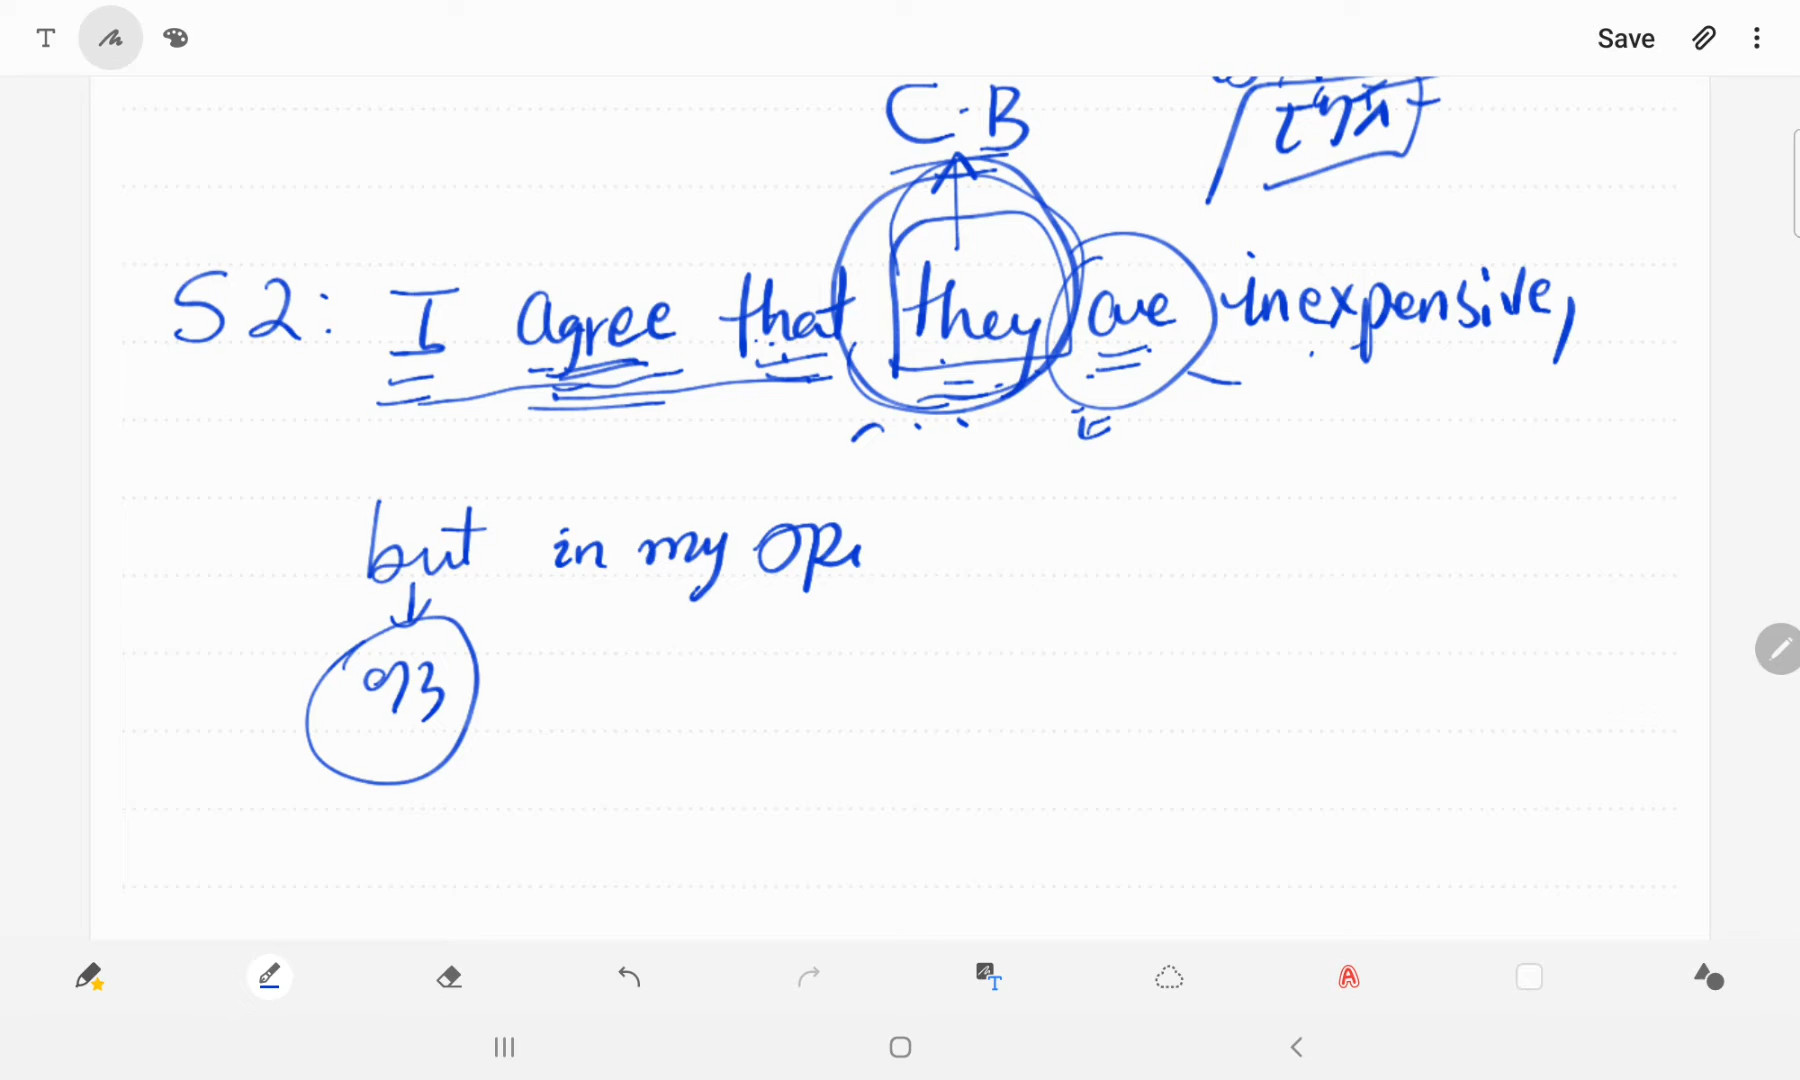 Save
C.B
S2: I agree that they are inexpensive,
but in my opi